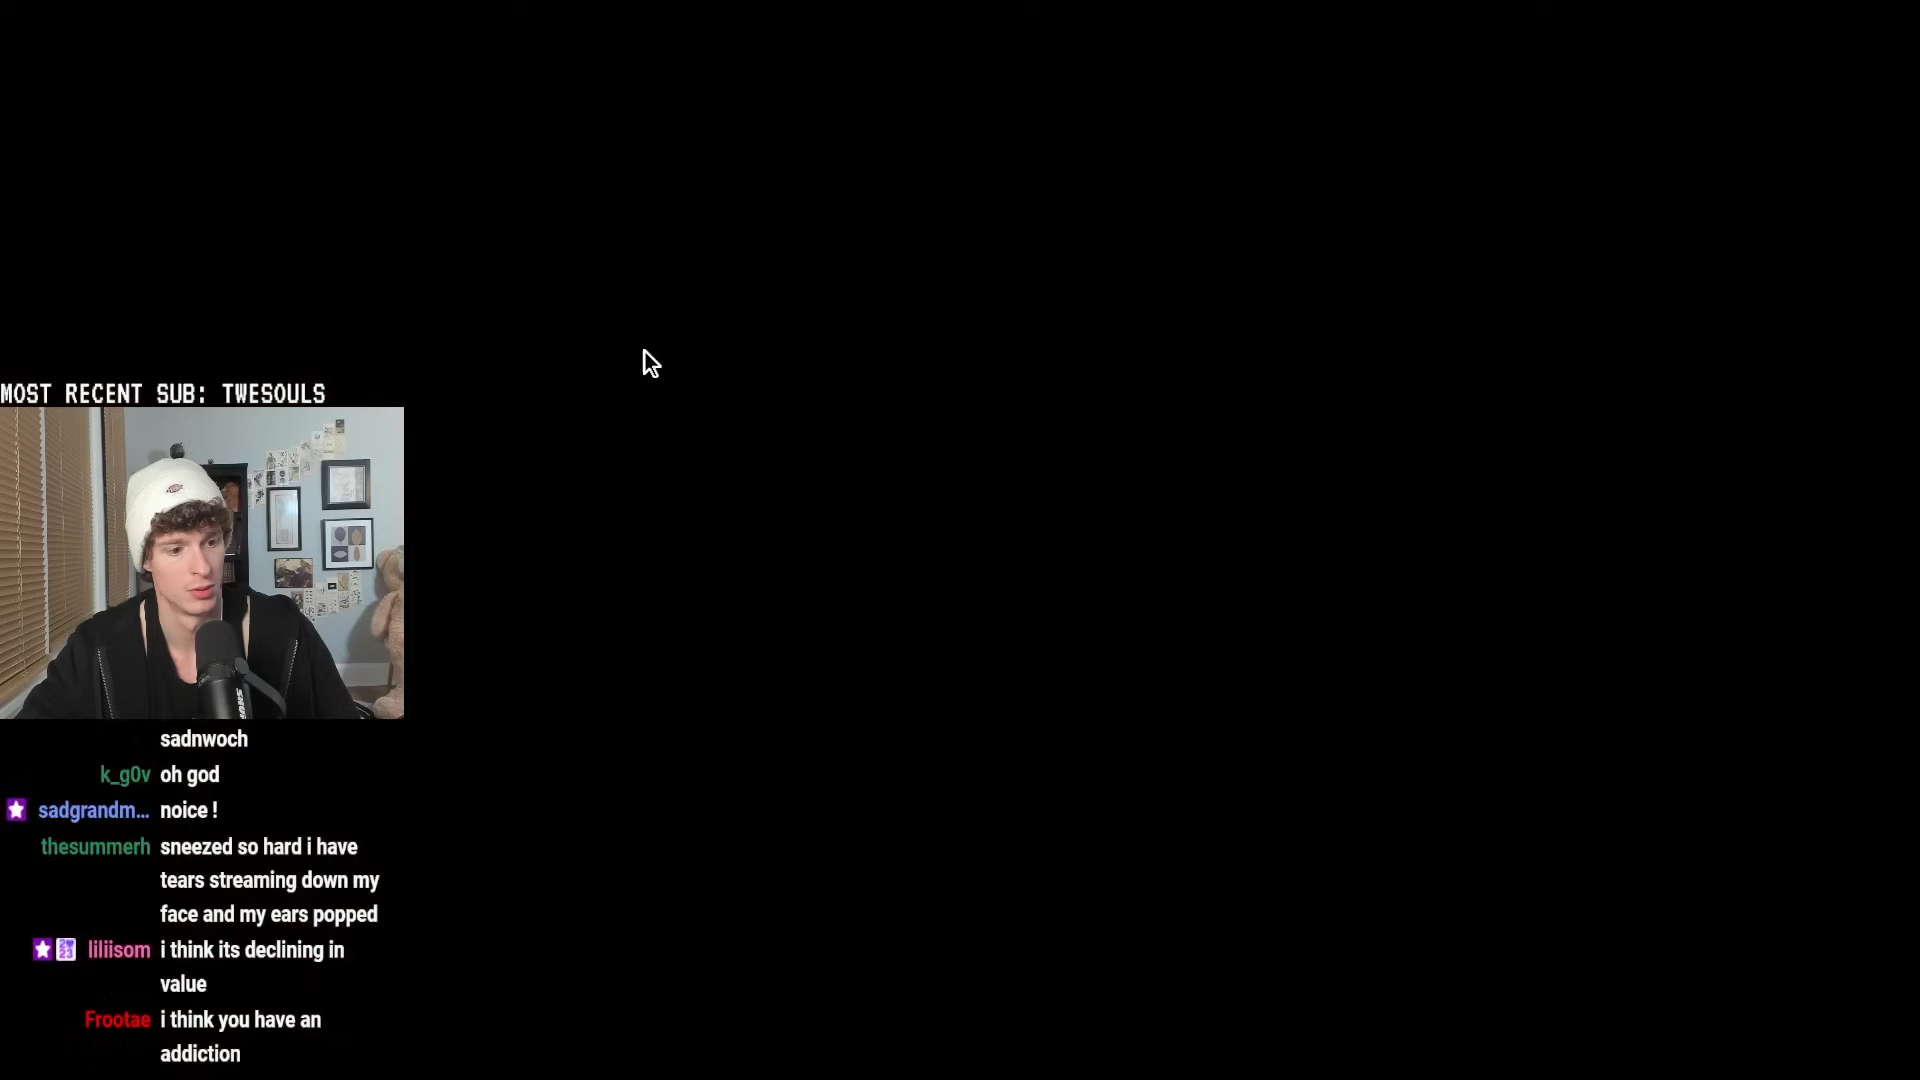 MOST RECENT SUB: TWESOULS
sadnwoch
k_g0v oh god
sadgrandm... noice !
thesummerh sneezed so hard i have
tears streaming down my
face and my ears popped
liliisom i think its declining in
value
Frootae i think you have an
addiction